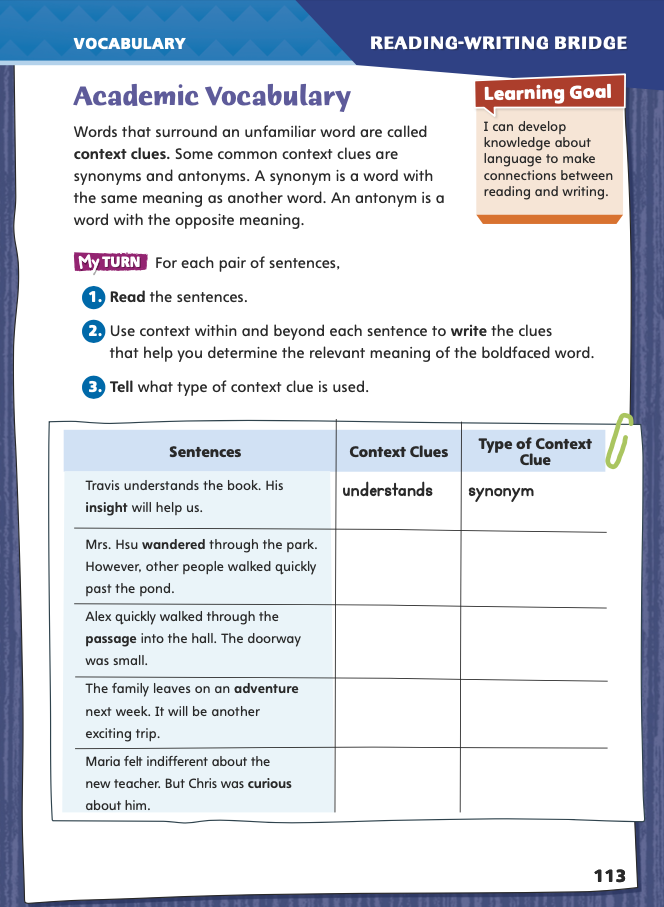 VOCABULARY
READING-WRITING BRIDGE
Academic Vocabulary
Learning Goal
I can develop
knowledge about
language to make
connections between
reading and writing.
Words that surround an unfamiliar word are called
context clues. Some common context clues are
synonyms and antonyms. A synonym is a word with
the same meaning as another word. An antonym is a
word with the opposite meaning.
My TURN For each pair of sentences,
1. Read the sentences.
2. Use context within and beyond each sentence to write the clues
that help you determine the relevant meaning of the boldfaced word.
3. Tell what type of context clue is used.
Sentences
Context Clues
Type of Context
Clue
Travis understands the book. His
insight will help us.
understands
synonym
Mrs. Hsu wandered through the park.
However, other people walked quickly
past the pond.
Alex quickly walked through the
passage into the hall. The doorway
was small.
The family leaves on an adventure
next week. It will be another
exciting trip.
Maria felt indifferent about the
new teacher. But Chris was curious
about him.
113